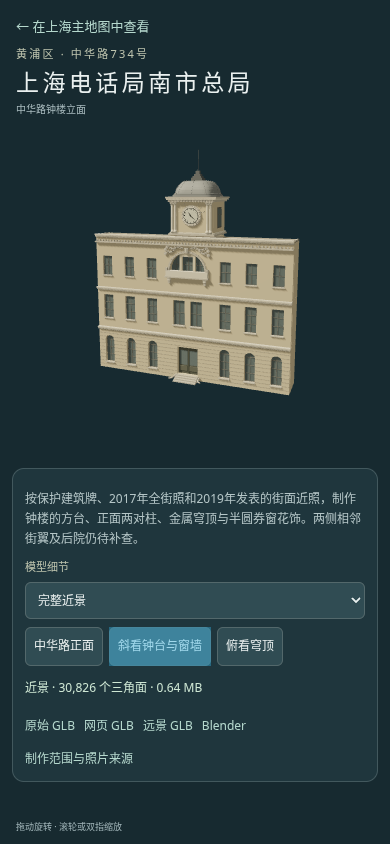 ← 在上海主地图中查看
黄浦区 · 中华路734号
上海电话局南市总局
中华路钟楼立面
按保护建筑牌、2017年全街照和2019年发表的街面近照，制作
钟楼的方台、正面两对柱、金属穹顶与半圆券窗花饰。两侧相邻
街翼及后院仍待补查。
模型细节
完整近景
中华路正面 斜看钟台与窗墙 俯看穹顶
近景 · 30,826 个三角面 · 0.64 MB
原始 GLB 网页 GLB 远景 GLB Blender
制作范围与照片来源
拖动旋转 · 滚轮或双指缩放